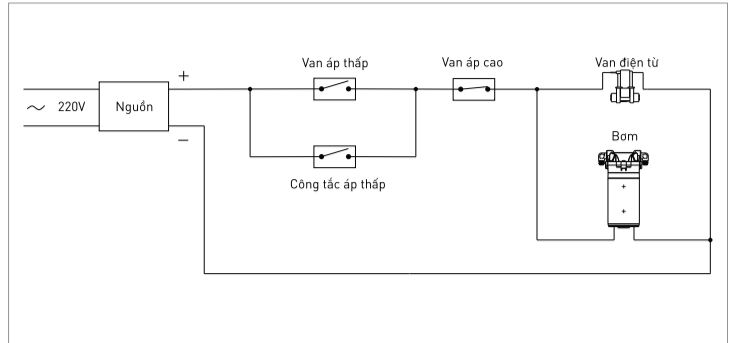 Van áp thấp
Van áp cao
Van điện từ
+
~ 220V
Nguồn
Bơm
−
Công tắc áp thấp
+
+